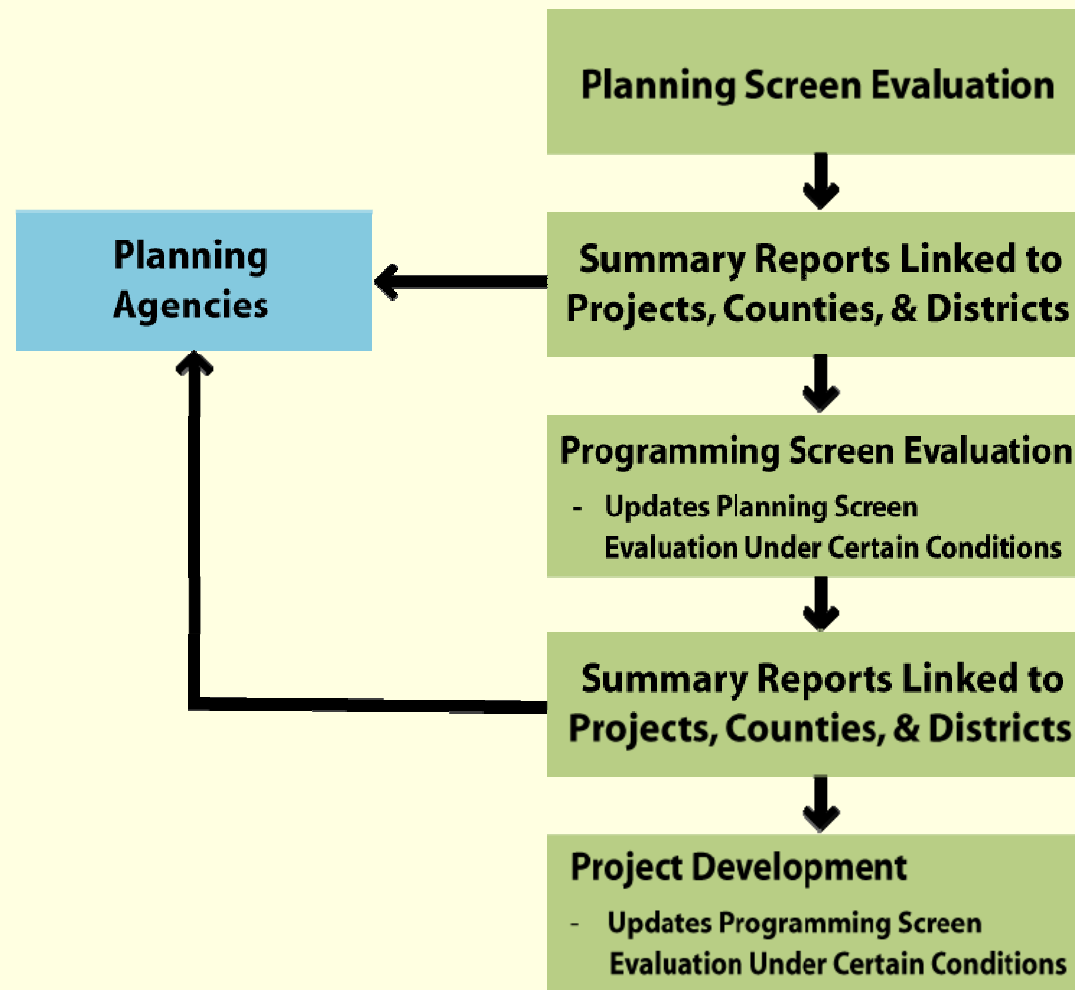 Planning Screen Evaluation
Planning
Agencies
Summary Reports Linked to
Projects, Counties, & Districts
Programming Screen Evaluation
- Updates Planning Screen
Evaluation Under Certain Conditions
Summary Reports Linked to
Projects, Counties, & Districts
Project Development
- Updates Programming Screen
Evaluation Under Certain Conditions